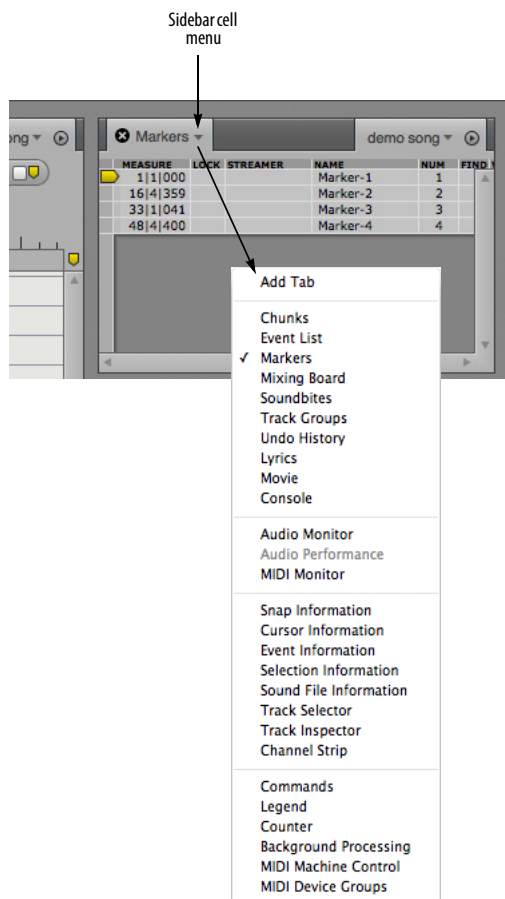 Sidebar cell
menu
ong
Markers
demo song
MEASURE LOCK STREAMER NAME NUM FIND
1|1|000 Marker-1 1
16|4|359 Marker-2 2
33|1|041 Marker-3 3
48|4|400 Marker-4 4
Add Tab
Chunks
Event List
✓ Markers
Mixing Board
Soundbites
Track Groups
Undo History
Lyrics
Movie
Console
Audio Monitor
Audio Performance
MIDI Monitor
Snap Information
Cursor Information
Event Information
Selection Information
Sound File Information
Track Selector
Track Inspector
Channel Strip
Commands
Legend
Counter
Background Processing
MIDI Machine Control
MIDI Device Groups